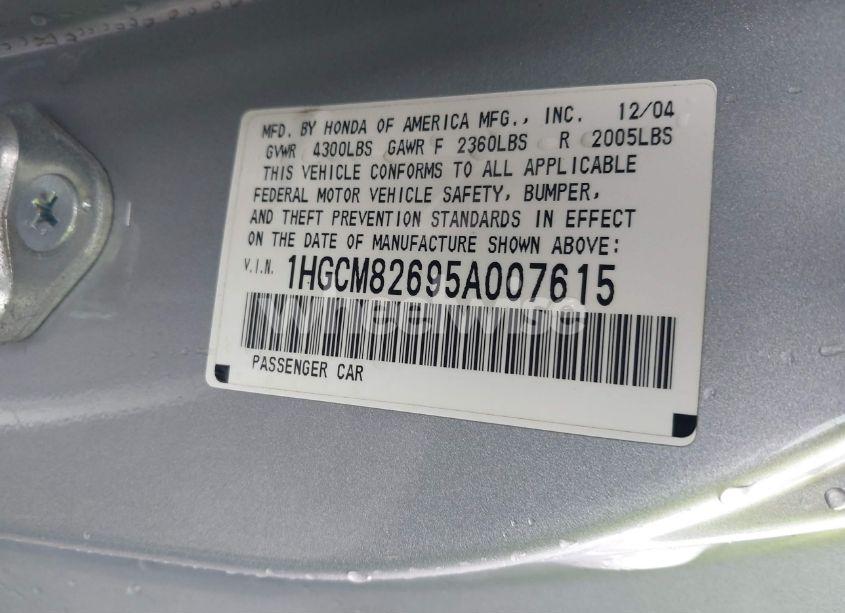 MFD. BY HONDA OF AMERICA MFG., INC. 12/04
GVWR 4300LBS GAWR F 2360LBS R 2005LBS
THIS VEHICLE CONFORMS TO ALL APPLICABLE
FEDERAL MOTOR VEHICLE SAFETY, BUMPER,
AND THEFT PREVENTION STANDARDS IN EFFECT
ON THE DATE OF MANUFACTURE SHOWN ABOVE:
V.I.N. 1HGCM82695A007615
wheelwise
PASSENGER CAR